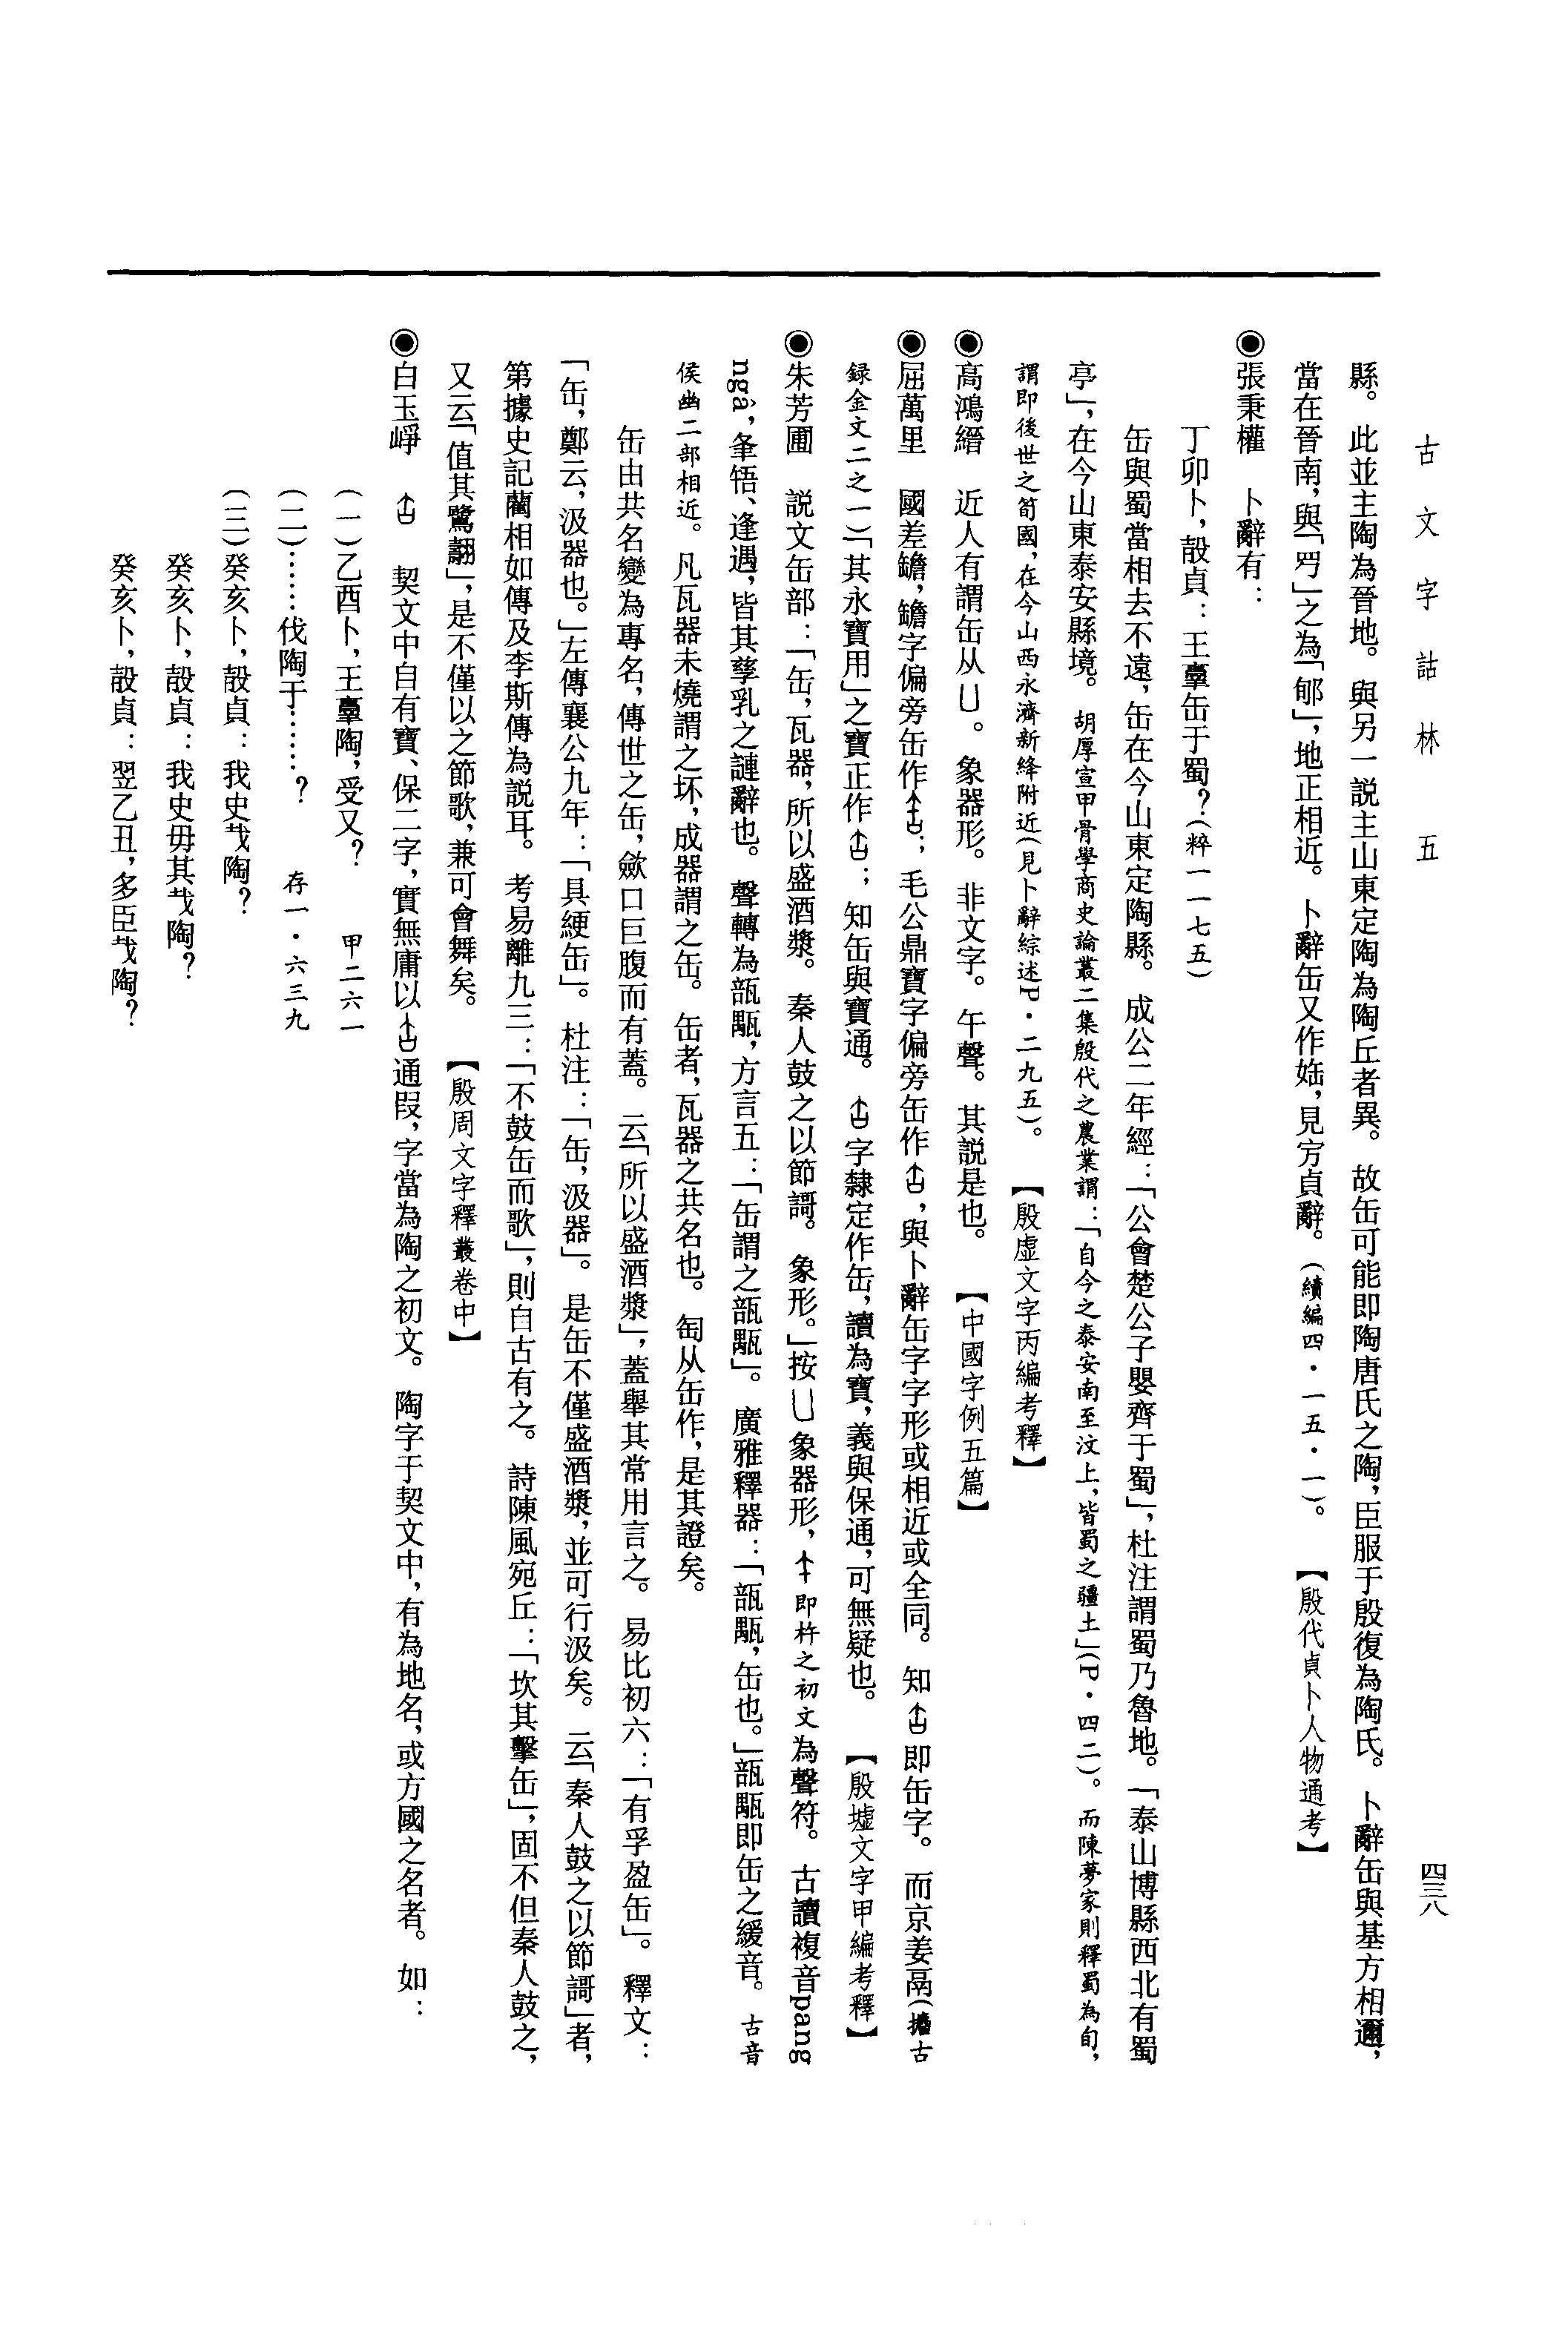 古文字詁林　五
四三八
縣。此並主陶為晉地。與另一説主山東定陶為陶丘者異。故缶可能即陶唐氏之陶，臣服于殷復為陶氏。卜辭缶與基方相邇，
當在晉南，與「」之為「郇」，地正相近。卜辭缶又作㛬，見㝑貞辭。（續編四・一五・一）。　【殷代貞卜人物通考】
◉張秉權　卜辭有：
丁卯卜，㱿貞：王𦎫缶于蜀？（粹一一七五）
缶與蜀當相去不遠，缶在今山東定陶縣。成公二年經：「公會楚公子嬰齊于蜀」，杜注謂蜀乃魯地。「泰山博縣西北有蜀
亭」，在今山東泰安縣境。胡厚宣甲骨學商史論叢二集殷代之農業謂：「自今之泰安南至汶上，皆蜀之疆土」（P・四二）。而陳夢家則釋蜀為旬，
謂即後世之筍國，在今山西永濟新絳附近（見卜辭綜述P・二九五）。　【殷虛文字丙編考釋】
◉高鴻縉　近人有謂缶从凵。象器形。非文字。午聲。其説是也。　【中國字例五篇】
◉屈萬里　國差𦉜，𦉜字偏旁缶作；毛公鼎寶字偏旁缶作，與卜辭缶字字形或相近或全同。知即缶字。而京姜鬲（攈古
録金文二之一）「其永寶用」之寶正作；知缶與寶通。字隸定作缶，讀為寶，義與保通，可無疑也。　【殷墟文字甲編考釋】
◉朱芳圃　説文缶部：「缶，瓦器，所以盛酒漿。秦人鼓之以節謌。象形。」按凵象器形，即杵之初文為聲符。古讀複音pang
ngâ，夆啎、逢遇，皆其孳乳之謰辭也。聲轉為瓿甊，方言五：「缶謂之瓿甊」。廣雅釋器：「瓿甊，缶也。」瓿甊即缶之緩音。古音
侯幽二部相近。凡瓦器未燒謂之坏，成器謂之缶。缶者，瓦器之共名也。匋从缶作，是其證矣。
缶由共名變為專名，傳世之缶，斂口巨腹而有蓋。云「所以盛酒漿」，蓋舉其常用言之。易比初六：「有孚盈缶」。釋文：
「缶，鄭云，汲器也。」左傳襄公九年：「具綆缶」。杜注：「缶，汲器」。是缶不僅盛酒漿，並可行汲矣。云「秦人鼓之以節謌」者，
第據史記藺相如傳及李斯傳為説耳。考易離九三：「不鼓缶而歌」，則自古有之。詩陳風宛丘：「坎其擊缶」，固不但秦人鼓之，
又云「值其鷺翿」，是不僅以之節歌，兼可會舞矣。　【殷周文字釋叢卷中】
◉白玉崢　契文中自有寶、保二字，實無庸以通叚，字當為陶之初文。陶字于契文中，有為地名，或方國之名者。如：
（一）乙酉卜，王𦎫陶，受又？　甲二六一
（二）……伐陶于……？　存一・六三九
（三）癸亥卜，㱿貞：我史𢦏陶？
癸亥卜，㱿貞：我史毋其𢦏陶？
癸亥卜，㱿貞：翌乙丑，多臣𢦏陶？